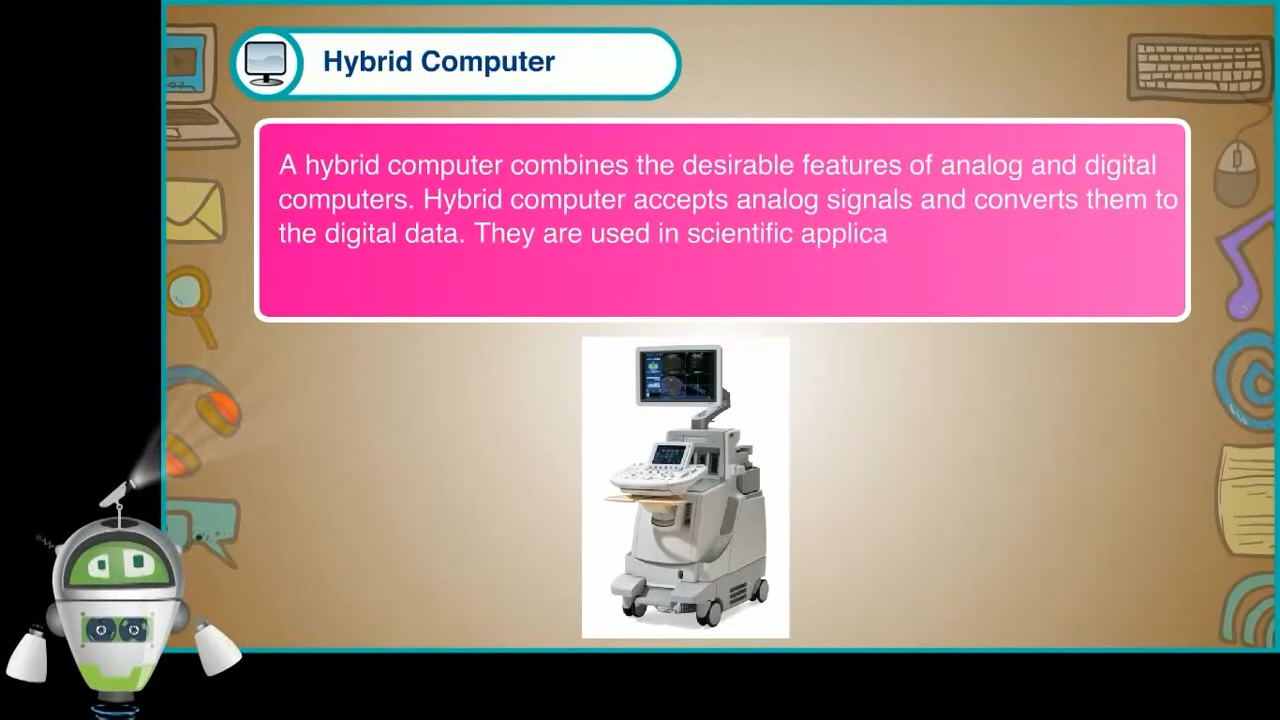 Hybrid Computer
A hybrid computer combines the desirable features of analog and digital
computers. Hybrid computer accepts analog signals and converts them to
the digital data. They are used in scientific applica